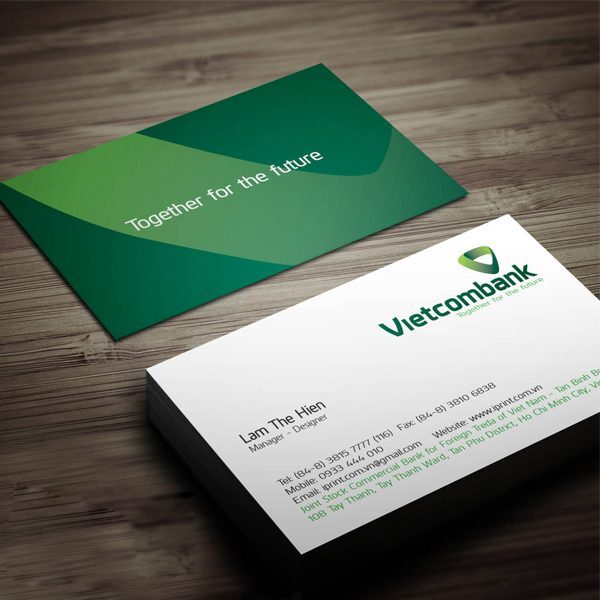 Together for the future
Vietcombank
Together for the future
Lam The Hien
Manager - Designer
Tel: (84-8) 3815 7777 (116) Fax: (84-8) 3810 6838
Mobile: 0933 444 010
Email: iprint.com.vn@gmail.com Website: www.iprint.com.vn
Joint Stock Commercial Bank for Foreign Treda of Viet Nam - Tan Binh
108 Tay Thanh, Tay Thanh Ward, Tan Phu District, Ho Chi Minh City,